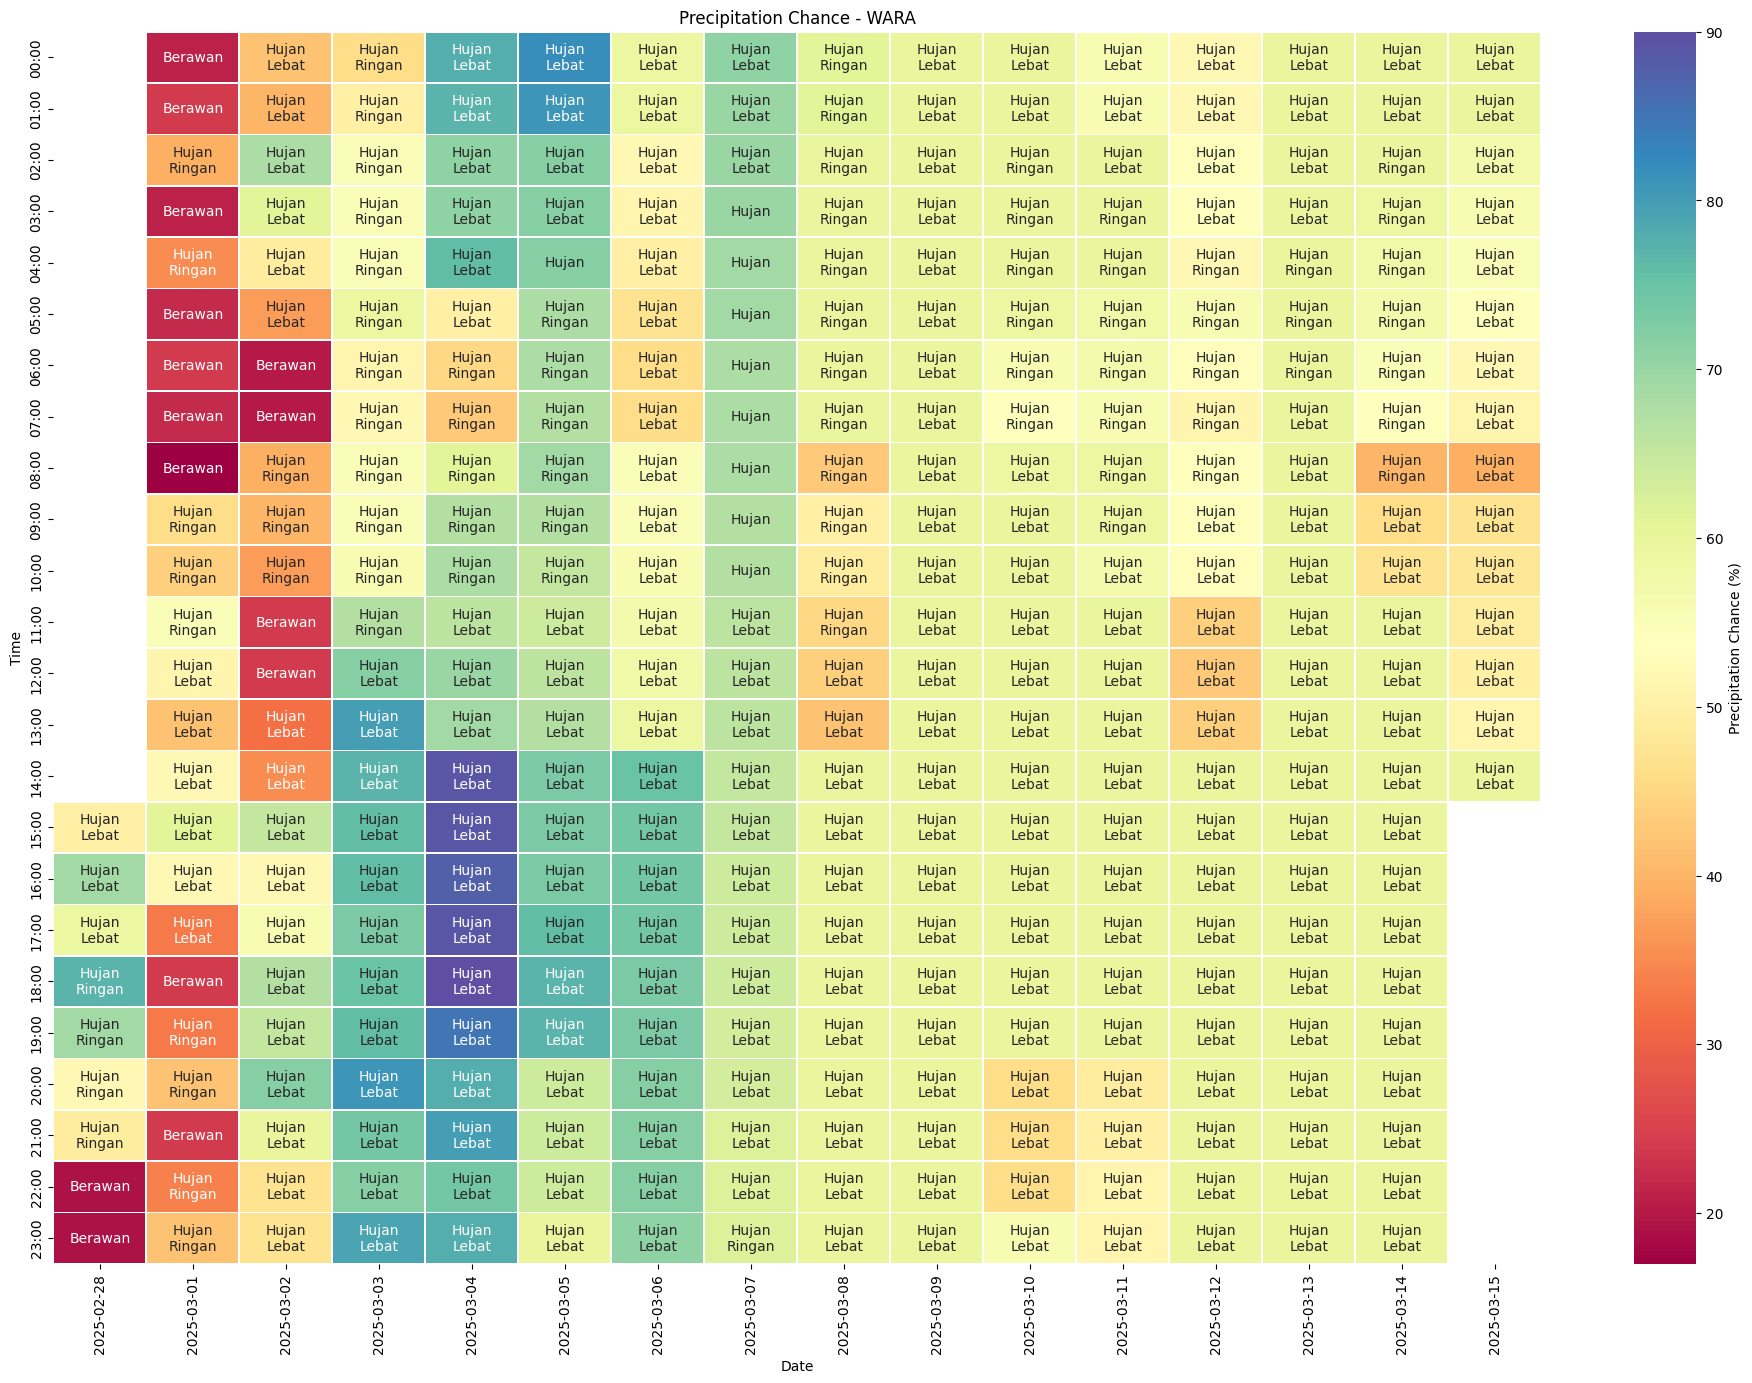 Precipitation Chance - WARA
00:00 Berawan Hujan Lebat Hujan Ringan Hujan Lebat Hujan Lebat Hujan Lebat Hujan Lebat Hujan Ringan Hujan Lebat Hujan Lebat Hujan Lebat Hujan Lebat Hujan Lebat Hujan Lebat Hujan Lebat
01:00 Berawan Hujan Lebat Hujan Ringan Hujan Lebat Hujan Lebat Hujan Lebat Hujan Lebat Hujan Ringan Hujan Lebat Hujan Lebat Hujan Lebat Hujan Lebat Hujan Lebat Hujan Lebat Hujan Lebat
02:00 Hujan Ringan Hujan Lebat Hujan Ringan Hujan Lebat Hujan Lebat Hujan Lebat Hujan Lebat Hujan Ringan Hujan Lebat Hujan Ringan Hujan Lebat Hujan Lebat Hujan Lebat Hujan Ringan Hujan Lebat
03:00 Berawan Hujan Lebat Hujan Ringan Hujan Lebat Hujan Lebat Hujan Lebat Hujan Hujan Ringan Hujan Lebat Hujan Ringan Hujan Ringan Hujan Lebat Hujan Lebat Hujan Ringan Hujan Lebat
04:00 Hujan Ringan Hujan Lebat Hujan Ringan Hujan Lebat Hujan Hujan Lebat Hujan Hujan Ringan Hujan Lebat Hujan Ringan Hujan Ringan Hujan Ringan Hujan Ringan Hujan Ringan Hujan Lebat
05:00 Berawan Hujan Lebat Hujan Ringan Hujan Lebat Hujan Ringan Hujan Lebat Hujan Hujan Ringan Hujan Lebat Hujan Ringan Hujan Ringan Hujan Ringan Hujan Ringan Hujan Ringan Hujan Lebat
06:00 Berawan Berawan Hujan Ringan Hujan Ringan Hujan Ringan Hujan Lebat Hujan Hujan Ringan Hujan Lebat Hujan Ringan Hujan Ringan Hujan Ringan Hujan Ringan Hujan Ringan Hujan Lebat
07:00 Berawan Berawan Hujan Ringan Hujan Ringan Hujan Ringan Hujan Lebat Hujan Hujan Ringan Hujan Lebat Hujan Ringan Hujan Ringan Hujan Ringan Hujan Lebat Hujan Ringan Hujan Lebat
08:00 Berawan Hujan Ringan Hujan Ringan Hujan Ringan Hujan Ringan Hujan Lebat Hujan Hujan Ringan Hujan Lebat Hujan Lebat Hujan Ringan Hujan Ringan Hujan Lebat Hujan Ringan Hujan Lebat
09:00 Hujan Ringan Hujan Ringan Hujan Ringan Hujan Ringan Hujan Ringan Hujan Lebat Hujan Hujan Ringan Hujan Lebat Hujan Lebat Hujan Ringan Hujan Lebat Hujan Lebat Hujan Lebat Hujan Lebat
10:00 Hujan Ringan Hujan Ringan Hujan Ringan Hujan Ringan Hujan Ringan Hujan Lebat Hujan Hujan Ringan Hujan Lebat Hujan Lebat Hujan Lebat Hujan Lebat Hujan Lebat Hujan Lebat Hujan Lebat
11:00 Hujan Ringan Berawan Hujan Ringan Hujan Lebat Hujan Lebat Hujan Lebat Hujan Lebat Hujan Ringan Hujan Lebat Hujan Lebat Hujan Lebat Hujan Lebat Hujan Lebat Hujan Lebat Hujan Lebat
12:00 Hujan Lebat Berawan Hujan Lebat Hujan Lebat Hujan Lebat Hujan Lebat Hujan Lebat Hujan Lebat Hujan Lebat Hujan Lebat Hujan Lebat Hujan Lebat Hujan Lebat Hujan Lebat Hujan Lebat
13:00 Hujan Lebat Hujan Lebat Hujan Lebat Hujan Lebat Hujan Lebat Hujan Lebat Hujan Lebat Hujan Lebat Hujan Lebat Hujan Lebat Hujan Lebat Hujan Lebat Hujan Lebat Hujan Lebat Hujan Lebat
14:00 Hujan Lebat Hujan Lebat Hujan Lebat Hujan Lebat Hujan Lebat Hujan Lebat Hujan Lebat Hujan Lebat Hujan Lebat Hujan Lebat Hujan Lebat Hujan Lebat Hujan Lebat Hujan Lebat Hujan Lebat
15:00 Hujan Lebat Hujan Lebat Hujan Lebat Hujan Lebat Hujan Lebat Hujan Lebat Hujan Lebat Hujan Lebat Hujan Lebat Hujan Lebat Hujan Lebat Hujan Lebat Hujan Lebat Hujan Lebat Hujan Lebat
16:00 Hujan Lebat Hujan Lebat Hujan Lebat Hujan Lebat Hujan Lebat Hujan Lebat Hujan Lebat Hujan Lebat Hujan Lebat Hujan Lebat Hujan Lebat Hujan Lebat Hujan Lebat Hujan Lebat Hujan Lebat
17:00 Hujan Lebat Hujan Lebat Hujan Lebat Hujan Lebat Hujan Lebat Hujan Lebat Hujan Lebat Hujan Lebat Hujan Lebat Hujan Lebat Hujan Lebat Hujan Lebat Hujan Lebat Hujan Lebat Hujan Lebat
18:00 Hujan Ringan Berawan Hujan Lebat Hujan Lebat Hujan Lebat Hujan Lebat Hujan Lebat Hujan Lebat Hujan Lebat Hujan Lebat Hujan Lebat Hujan Lebat Hujan Lebat Hujan Lebat Hujan Lebat
19:00 Hujan Ringan Hujan Ringan Hujan Lebat Hujan Lebat Hujan Lebat Hujan Lebat Hujan Lebat Hujan Lebat Hujan Lebat Hujan Lebat Hujan Lebat Hujan Lebat Hujan Lebat Hujan Lebat Hujan Lebat
20:00 Hujan Ringan Hujan Ringan Hujan Lebat Hujan Lebat Hujan Lebat Hujan Lebat Hujan Lebat Hujan Lebat Hujan Lebat Hujan Lebat Hujan Lebat Hujan Lebat Hujan Lebat Hujan Lebat Hujan Lebat
21:00 Hujan Ringan Berawan Hujan Lebat Hujan Lebat Hujan Lebat Hujan Lebat Hujan Lebat Hujan Lebat Hujan Lebat Hujan Lebat Hujan Lebat Hujan Lebat Hujan Lebat Hujan Lebat Hujan Lebat
22:00 Berawan Hujan Ringan Hujan Lebat Hujan Lebat Hujan Lebat Hujan Lebat Hujan Lebat Hujan Lebat Hujan Lebat Hujan Lebat Hujan Lebat Hujan Lebat Hujan Lebat Hujan Lebat Hujan Lebat
23:00 Berawan Hujan Ringan Hujan Lebat Hujan Lebat Hujan Lebat Hujan Lebat Hujan Lebat Hujan Ringan Hujan Lebat Hujan Lebat Hujan Lebat Hujan Lebat Hujan Lebat Hujan Lebat Hujan Lebat
Time
2025-02-28 2025-03-01 2025-03-02 2025-03-03 2025-03-04 2025-03-05 2025-03-06 2025-03-07 2025-03-08 2025-03-09 2025-03-10 2025-03-11 2025-03-12 2025-03-13 2025-03-14 2025-03-15
Date
90
80
70
60
50
40
30
20
Precipitation Chance (%)